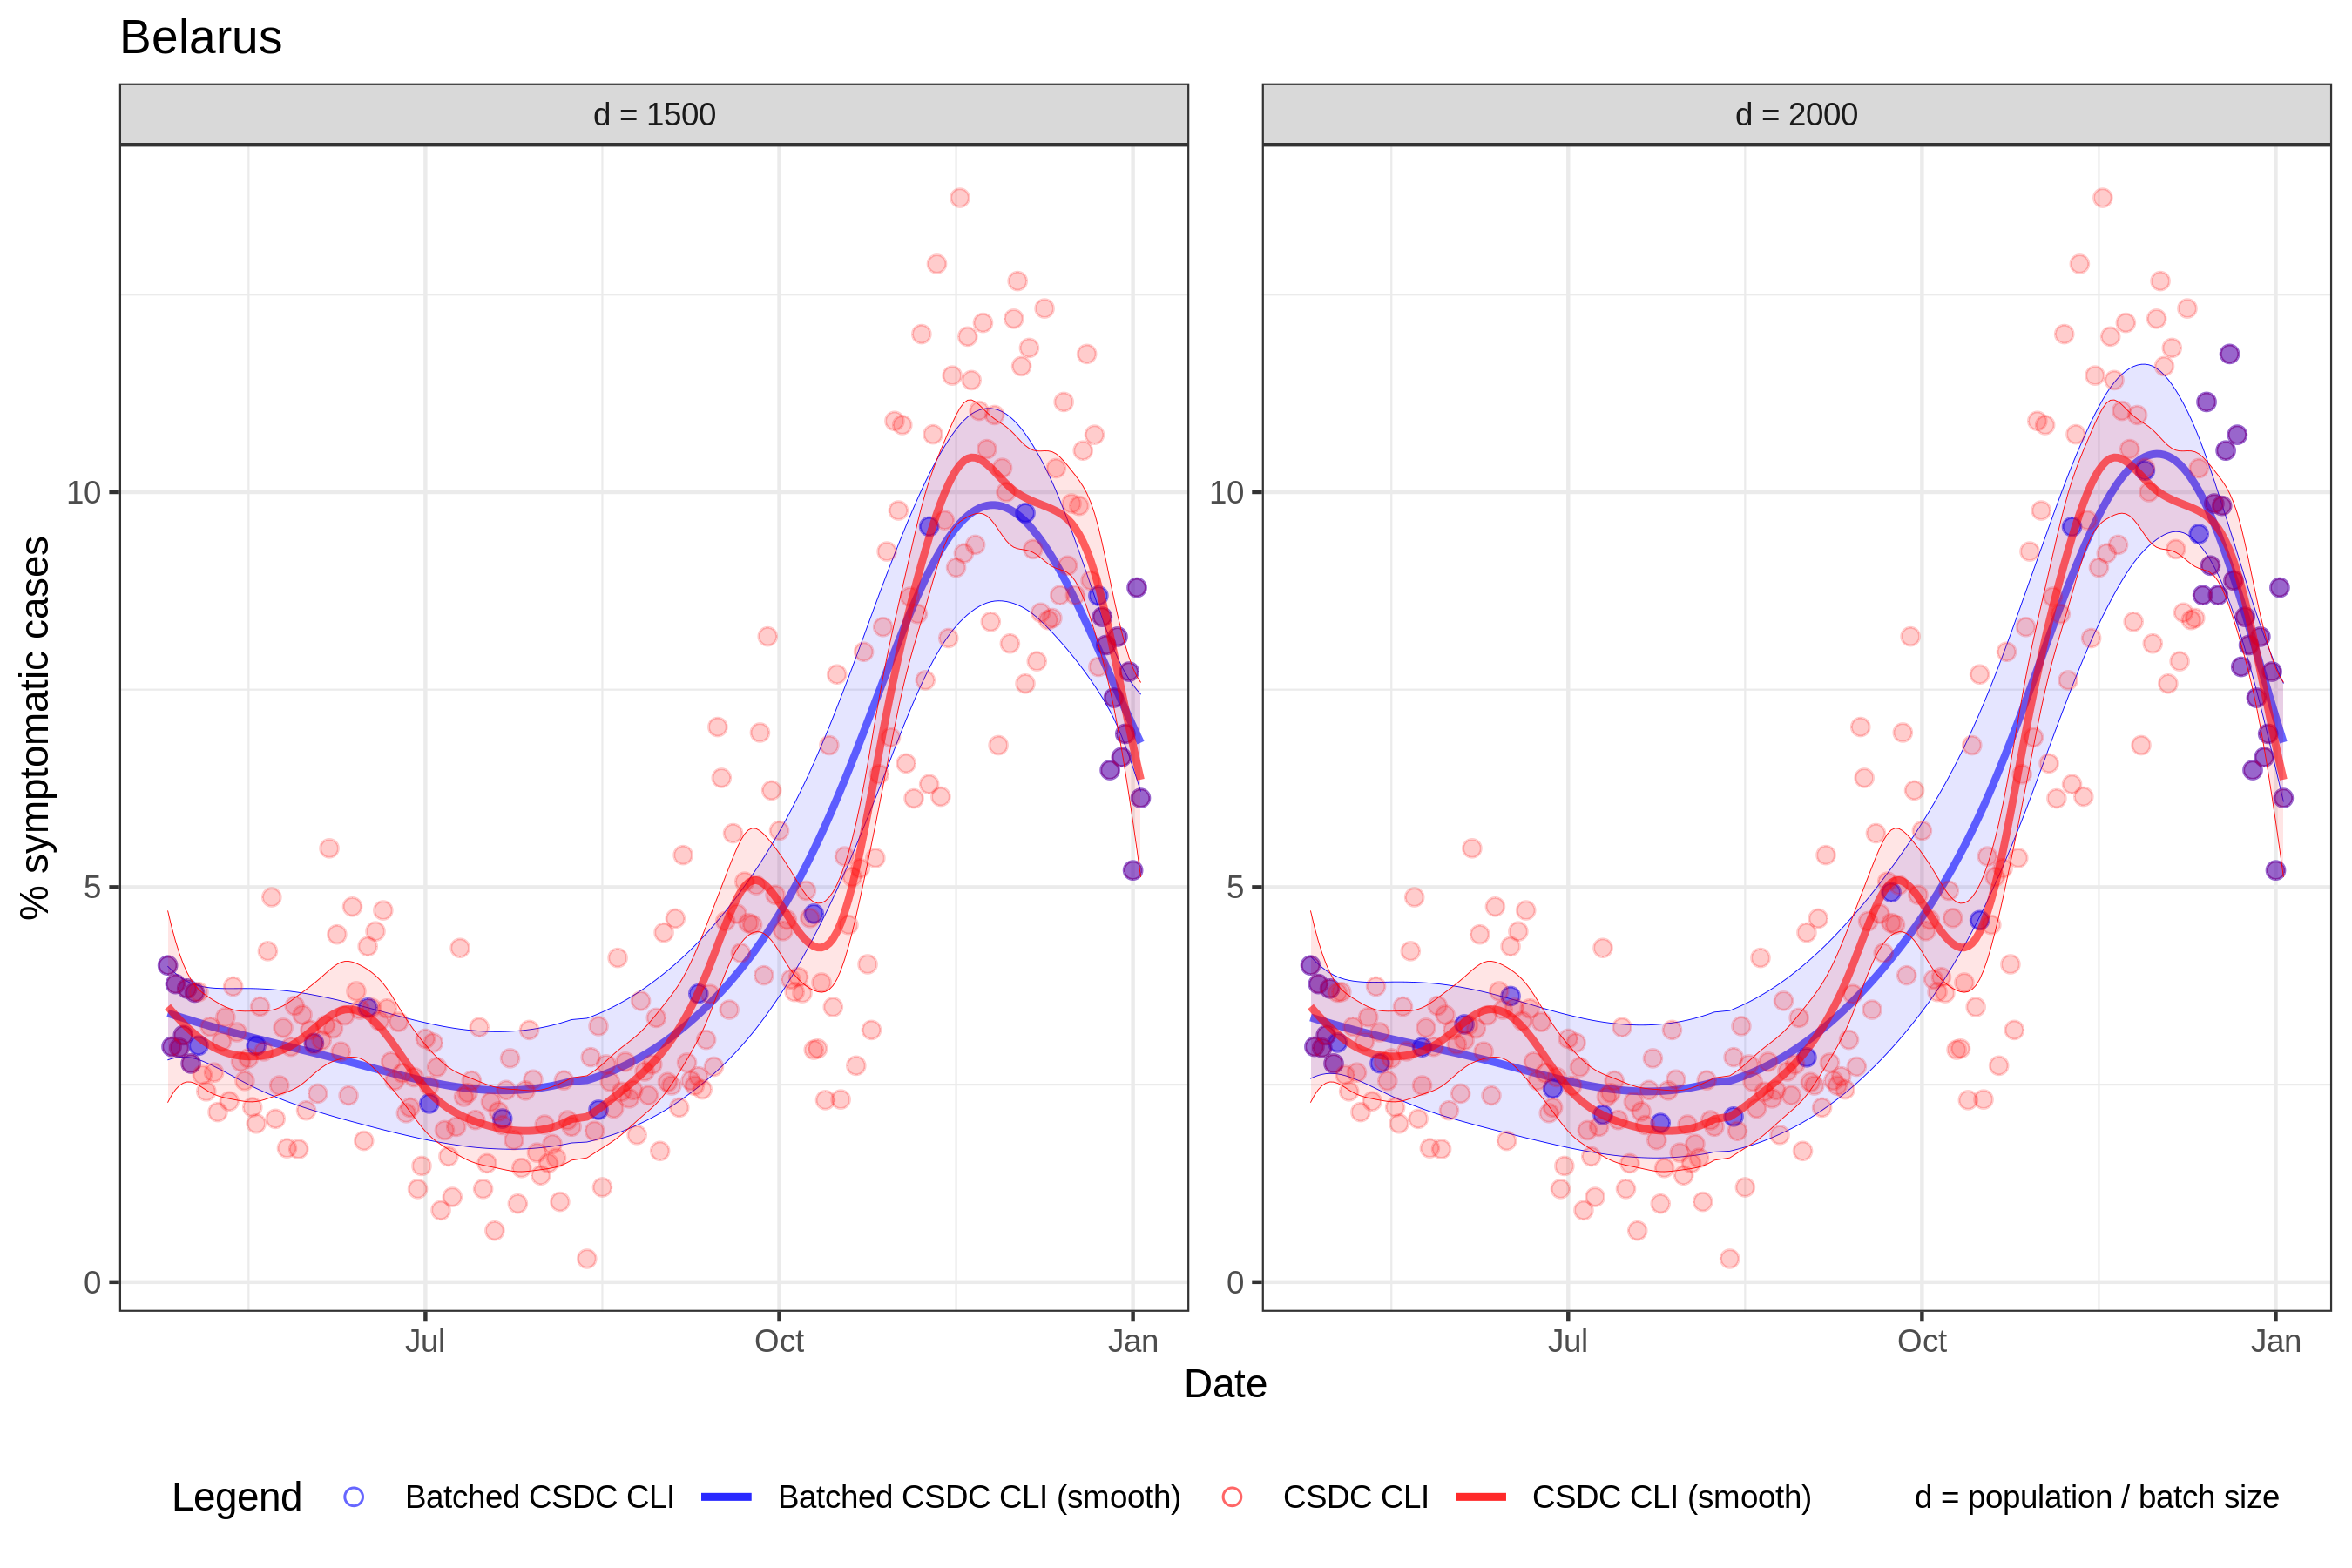 Belarus
d = 1500
d = 2000
% symptomatic cases
10
5
0
10
5
0
Jul
Oct
Jan
Jul
Oct
Jan
Date
Legend
Batched CSDC CLI
Batched CSDC CLI (smooth)
CSDC CLI
CSDC CLI (smooth)
d = population / batch size